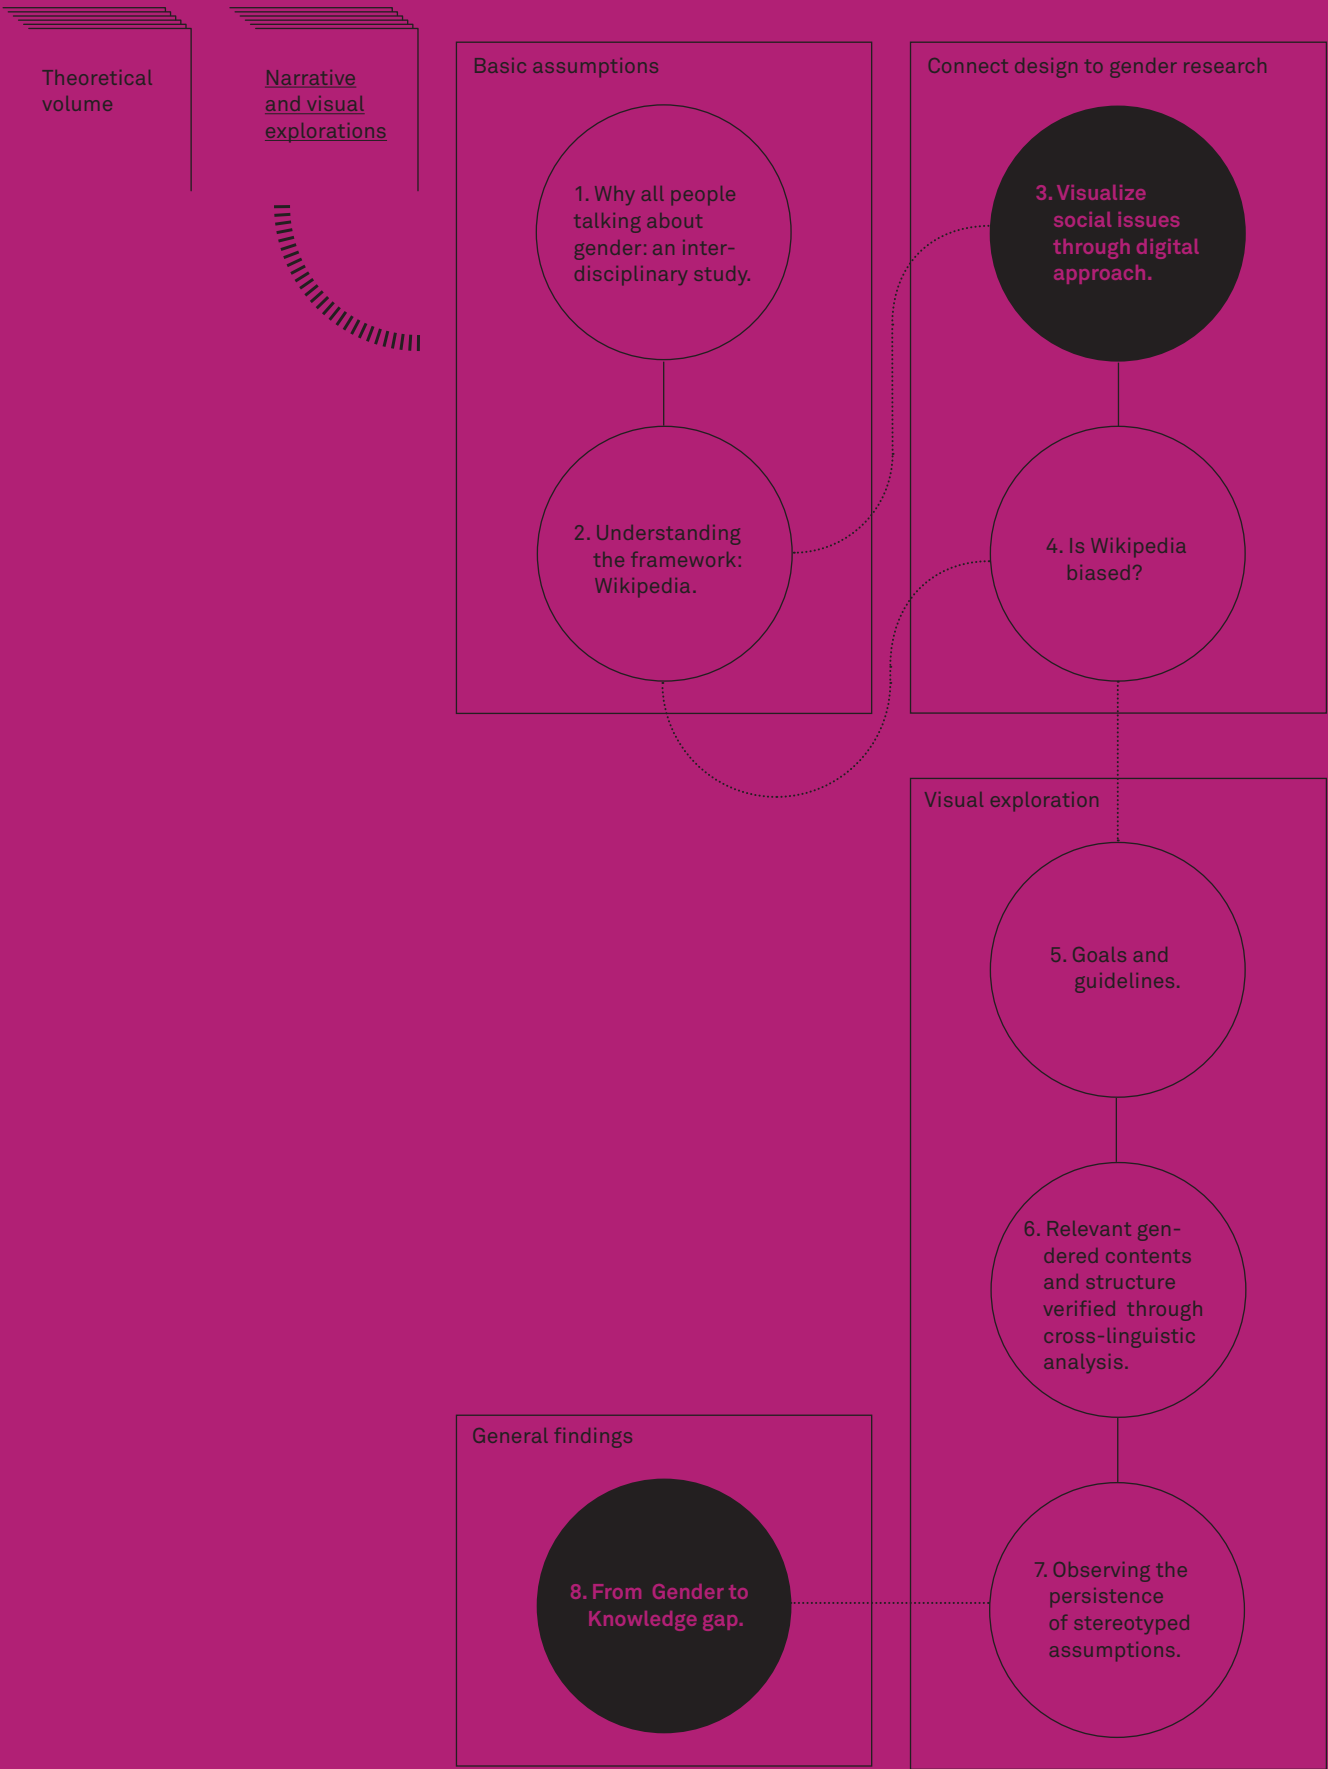 Theoretical
volume
Narrative
and visual
explorations
Basic assumptions
1. Why all people
talking about
gender: an inter-
disciplinary study.
2. Understanding
the framework:
Wikipedia.
Connect design to gender research
3. Visualize
social issues
through digital
approach.
4. Is Wikipedia
biased?
Visual exploration
5. Goals and
guidelines.
6. Relevant gen-
dered contents
and structure
verified through
cross-linguistic
analysis.
7. Observing the
persistence
of stereotyped
assumptions.
General findings
8. From Gender to
Knowledge gap.